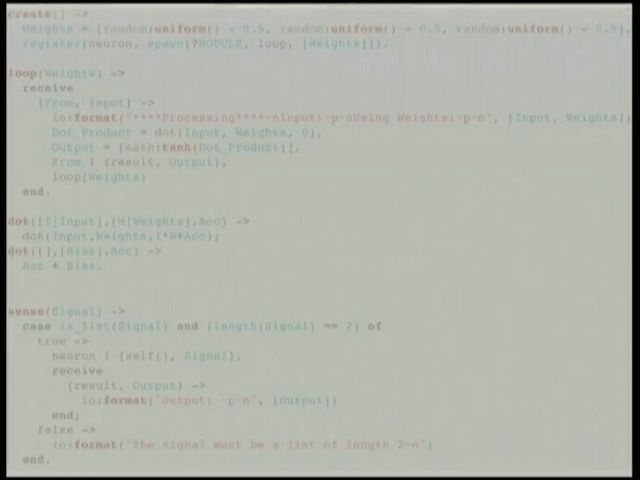 create() ->
Weights = [random:uniform() - 0.5, random:uniform() - 0.5, random:uniform() - 0.5],
register(neuron, spawn(?MODULE, loop, [Weights])).
loop(Weights) ->
receive
{From, Input} ->
io:format("****Processing****~nInput:~p~nUsing Weights:~p~n", [Input, Weights])
Dot_Product = dot(Input, Weights, 0),
Output = [math:tanh(Dot_Product)],
From ! {result, Output},
loop(Weights)
end.
dot([I|Input],[W|Weights],Acc) ->
dot(Input,Weights,I*W+Acc);
dot([],[Bias],Acc) ->
Acc + Bias.
sense(Signal) ->
case is_list(Signal) and (length(Signal) == 2) of
true ->
neuron ! {self(), Signal},
receive
{result, Output} ->
io:format("Output: ~p~n", [Output])
end;
false ->
io:format("The Signal must be a list of length 2~n")
end.